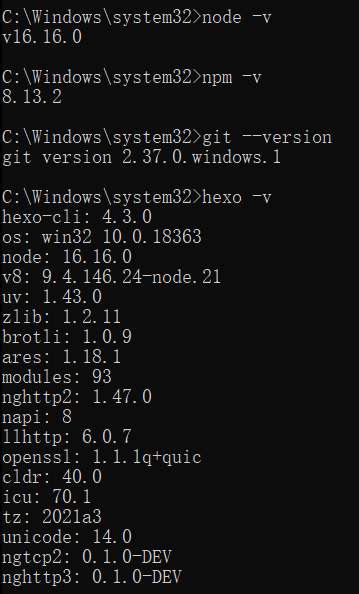 C:\Windows\system32>node -v
v16.16.0
C:\Windows\system32>npm -v
8.13.2
C:\Windows\system32>git --version
git version 2.37.0.windows.1
C:\Windows\system32>hexo -v
hexo-cli: 4.3.0
os: win32 10.0.18363
node: 16.16.0
v8: 9.4.146.24-node.21
uv: 1.43.0
zlib: 1.2.11
brotli: 1.0.9
ares: 1.18.1
modules: 93
nghttp2: 1.47.0
napi: 8
llhttp: 6.0.7
openssl: 1.1.1q+quic
cldr: 40.0
icu: 70.1
tz: 2021a3
unicode: 14.0
ngtcp2: 0.1.0-DEV
nghttp3: 0.1.0-DEV